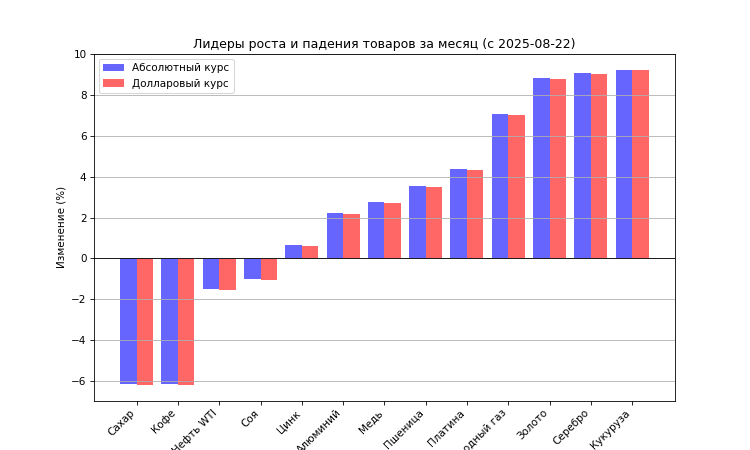 Лидеры роста и падения товаров за месяц (с 2025-08-22)
Абсолютный курс
Долларовый курс
Изменение (%)
10
8
6
4
2
0
−2
−4
−6
Сахар
Кофе
Нефть WTI
Соя
Цинк
Алюминий
Медь
Пшеница
Платина
одный газ
Золото
Серебро
Кукуруза